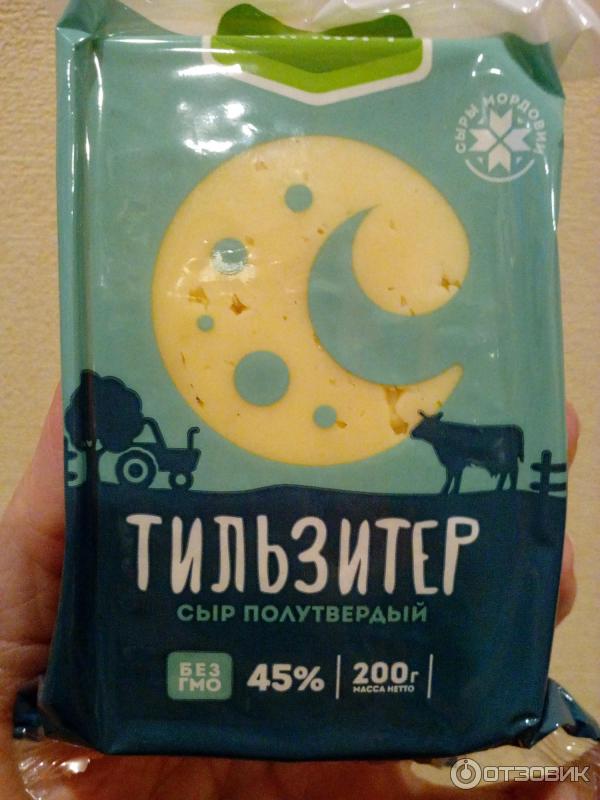 СЫРЫ МОРДОВИИ
ТИЛЬЗИТЕР
СЫР ПОЛУТВЕРДЫЙ
БЕЗ
ГМО
45%
200г
МАССА НЕТТО
ОТЗОВИК